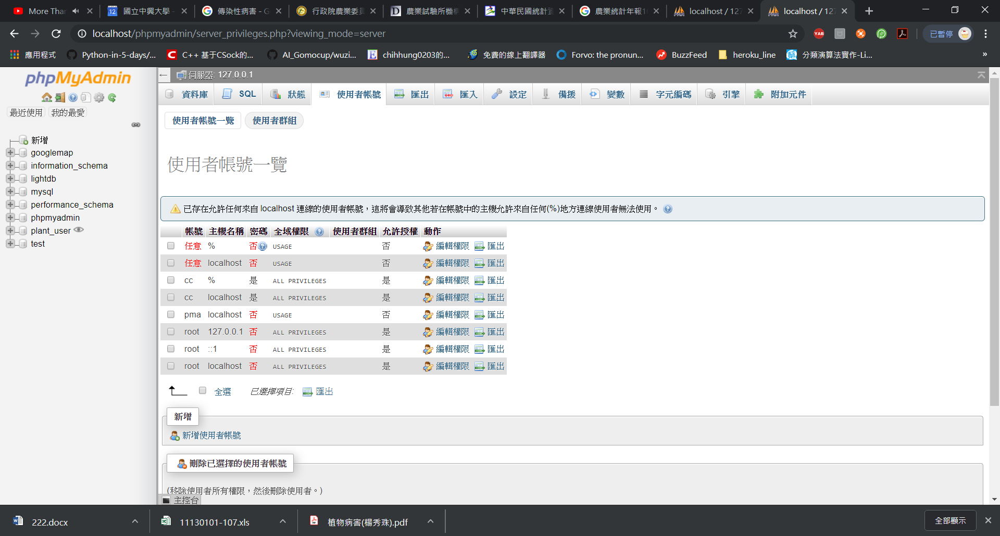 More Thar
國立中興大學 -
傳染性病害 - G
行政院農業委員
農業試驗所機構
中華民國統計資
農業統計年報1
localhost / 127
localhost / 127
localhost/phpmyadmin/server_privileges.php?viewing_mode=server
已暫停
應用程式
Python-in-5-days/...
C++ 基于CSock的...
AI_Gomocup/wuzi...
chihhung0203的...
免費的線上翻譯器
Forvo: the pronun...
BuzzFeed
heroku_line
分類演算法實作-Li...
»
phpMyAdmin
最近使用 我的最愛
新增
googlemap
information_schema
lightdb
mysql
performance_schema
phpmyadmin
plant_user
test
伺服器: 127.0.0.1
資料庫 SQL 狀態 使用者帳號 匯出 匯入 設定 備援 變數 字元編碼 引擎 附加元件
使用者帳號一覽 使用者群組
使用者帳號一覽
已存在允許任何來自 localhost 連線的使用者帳號，這將會導致其他若在帳號中的主機允許來自任何(%)地方連線使用者無法使用。
帳號 主機名稱 密碼 全域權限 使用者群組 允許授權 動作
任意 % 否 USAGE 否 編輯權限 匯出
任意 localhost 否 USAGE 否 編輯權限 匯出
cc % 是 ALL PRIVILEGES 是 編輯權限 匯出
cc localhost 是 ALL PRIVILEGES 是 編輯權限 匯出
pma localhost 否 USAGE 否 編輯權限 匯出
root 127.0.0.1 否 ALL PRIVILEGES 是 編輯權限 匯出
root ::1 否 ALL PRIVILEGES 是 編輯權限 匯出
root localhost 否 ALL PRIVILEGES 是 編輯權限 匯出
全選 已選擇項目: 匯出
新增
新增使用者帳號
刪除已選擇的使用者帳號
(移除使用者所有權限，然後刪除使用者。)
主控台
222.docx
11130101-107.xls
植物病害(楊秀珠).pdf
全部顯示